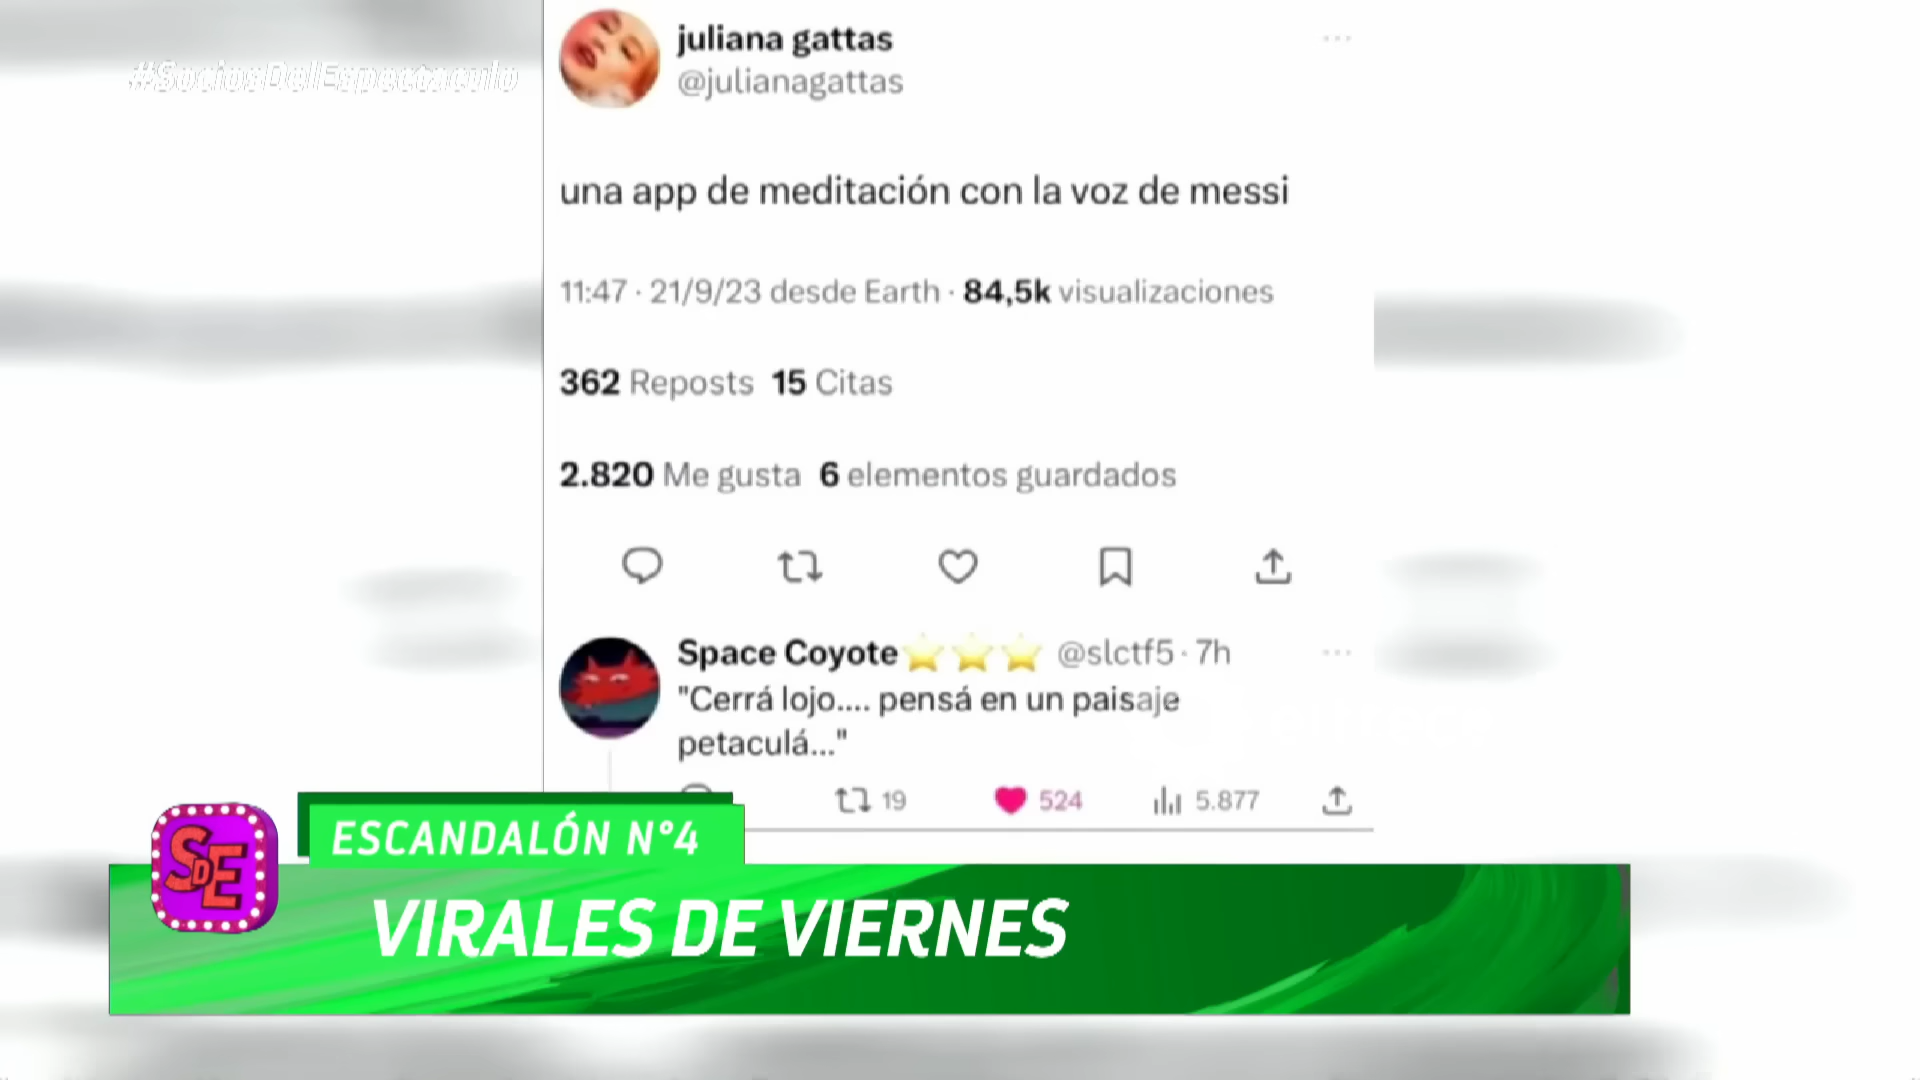 #SociosDelEspectaculo
juliana gattas
@julianagattas
una app de meditación con la voz de messi
11:47 · 21/9/23 desde Earth · 84,5k visualizaciones
362 Reposts 15 Citas
2.820 Me gusta 6 elementos guardados
Space Coyote⭐⭐⭐ @slctf5 · 7h
"Cerrá lojo.... pensá en un paisaje
petaculá..."
19 524 5.877
ESCANDALÓN N°4
SDE
VIRALES DE VIERNES